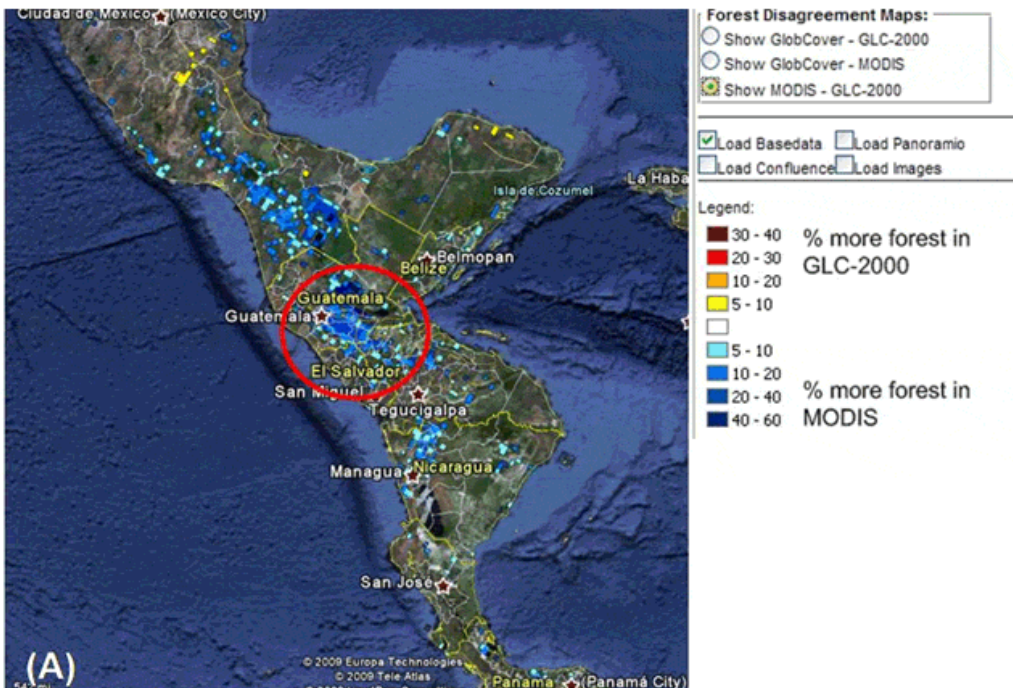 Ciudad de Mexico (Mexico City)
Isla de Cozumel
La Haba
Belmopan
Belize
Guatemala
Guatemala
El Salvador
San Miguel
Tegucigalpa
Managua
Nicaragua
San José
© 2009 Europa Technologies
© 2009 Tele Atlas
Panama
(Panamá City)
(A)
Forest Disagreement Maps:
Show GlobCover - GLC-2000
Show GlobCover - MODIS
Show MODIS - GLC-2000
Load Basedata Load Panoramio
Load Confluence Load Images
Legend:
30 - 40
20 - 30
10 - 20
5 - 10
% more forest in
GLC-2000
5 - 10
10 - 20
20 - 40
40 - 60
% more forest in
MODIS